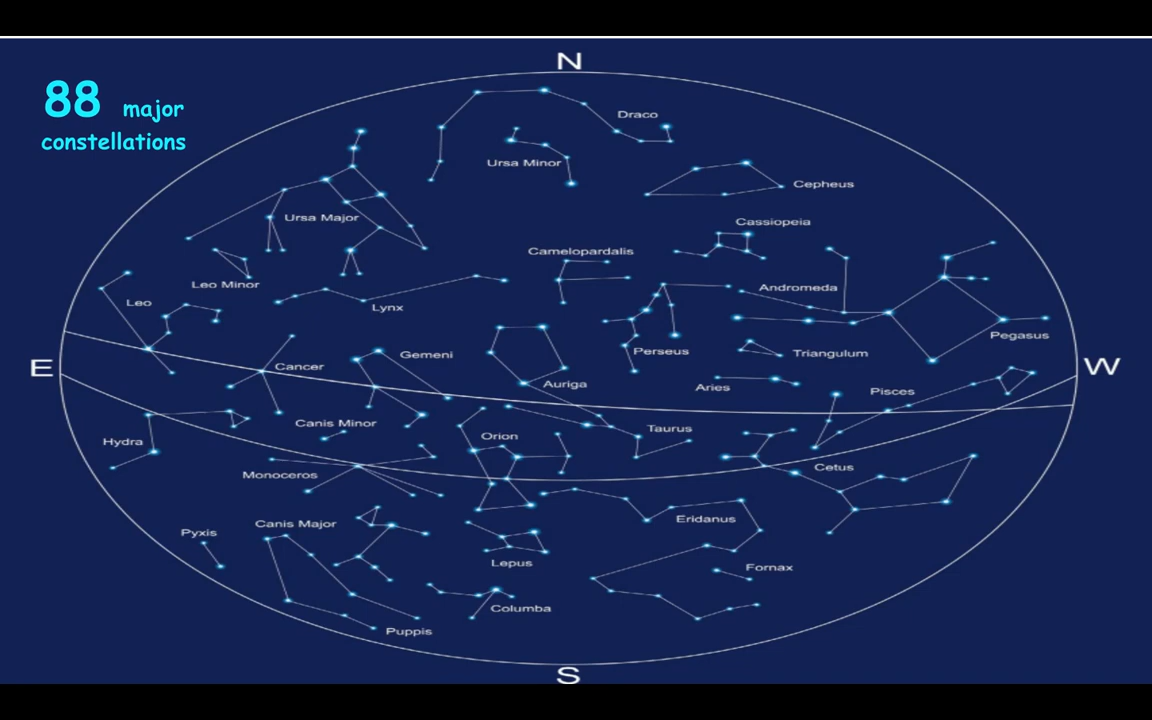 N
88 major
constellations
Draco
Ursa Minor
Cepheus
Ursa Major
Cassiopeia
Camelopardalis
Leo Minor
Andromeda
Leo
Lynx
Pegasus
Perseus
Triangulum
Gemeni
Cancer
E
W
Auriga
Aries
Pisces
Canis Minor
Taurus
Orion
Hydra
Cetus
Monoceros
Eridanus
Canis Major
Pyxis
Lepus
Fornax
Columba
Puppis
S